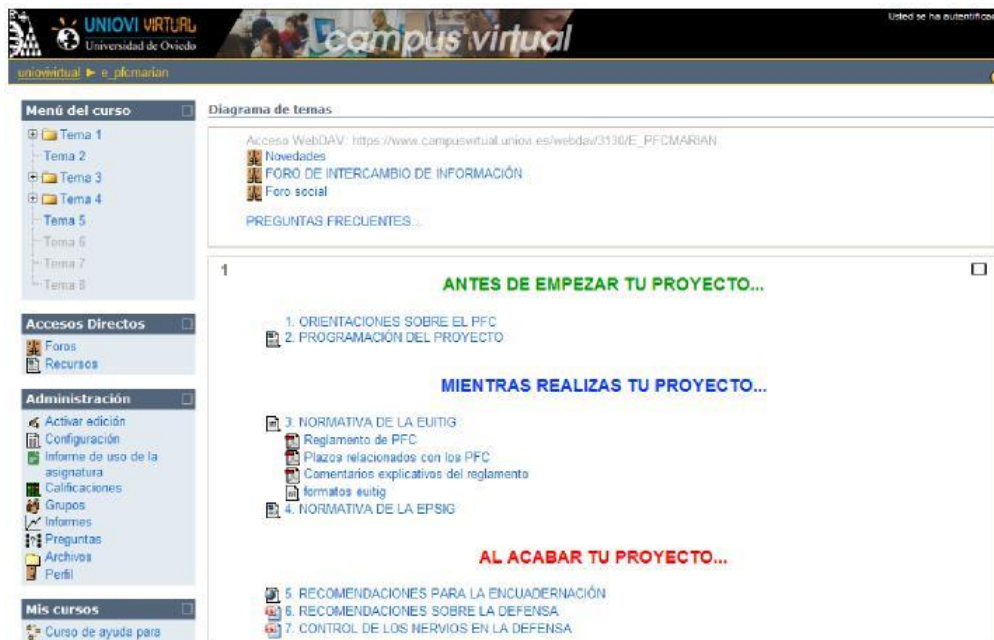 UNIOVI VIRTUAL
Universidad de Oviedo
campus virtual
Usted se ha autentificado
uniovivirtual ► e_pfcmarian
Menú del curso
Tema 1
Tema 2
Tema 3
Tema 4
Tema 5
Tema 6
Tema 7
Tema 8
Accesos Directos
Foros
Recursos
Administración
Activar edición
Configuración
Informe de uso de la
asignatura
Calificaciones
Grupos
Informes
Preguntas
Archivos
Perfil
Mis cursos
Curso de ayuda para
Diagrama de temas
Acceso WebDAV: https://www.campusvirtual.uniovi.es/webdav/3130/E_PFCMARIAN
Novedades
FORO DE INTERCAMBIO DE INFORMACIÓN
Foro social
PREGUNTAS FRECUENTES...
1
ANTES DE EMPEZAR TU PROYECTO...
1. ORIENTACIONES SOBRE EL PFC
2. PROGRAMACIÓN DEL PROYECTO
MIENTRAS REALIZAS TU PROYECTO...
3. NORMATIVA DE LA EUITIG
Reglamento de PFC
Plazos relacionados con los PFC
Comentarios explicativos del reglamento
formatos euitig
4. NORMATIVA DE LA EPSIG
AL ACABAR TU PROYECTO...
5. RECOMENDACIONES PARA LA ENCUADERNACIÓN
6. RECOMENDACIONES SOBRE LA DEFENSA
7. CONTROL DE LOS NERVIOS EN LA DEFENSA